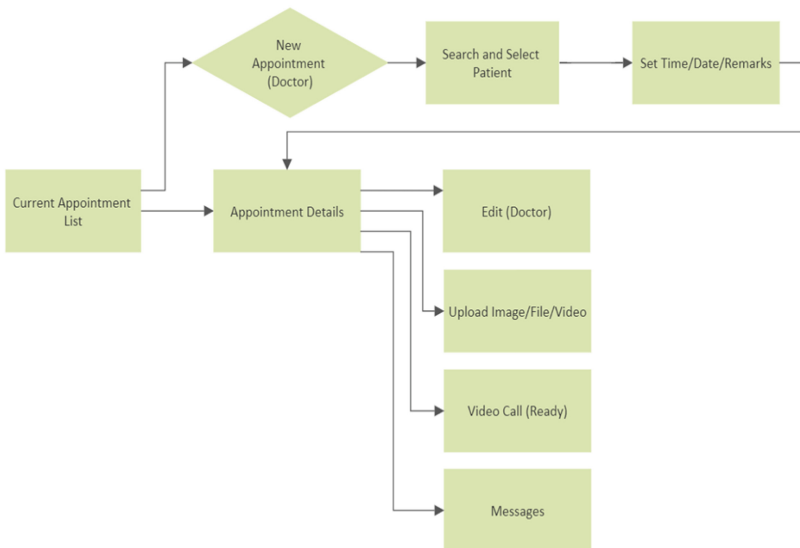 New
Appointment
(Doctor)
Search and Select
Patient
Set Time/Date/Remarks
Current Appointment
List
Appointment Details
Edit (Doctor)
Upload Image/File/Video
Video Call (Ready)
Messages